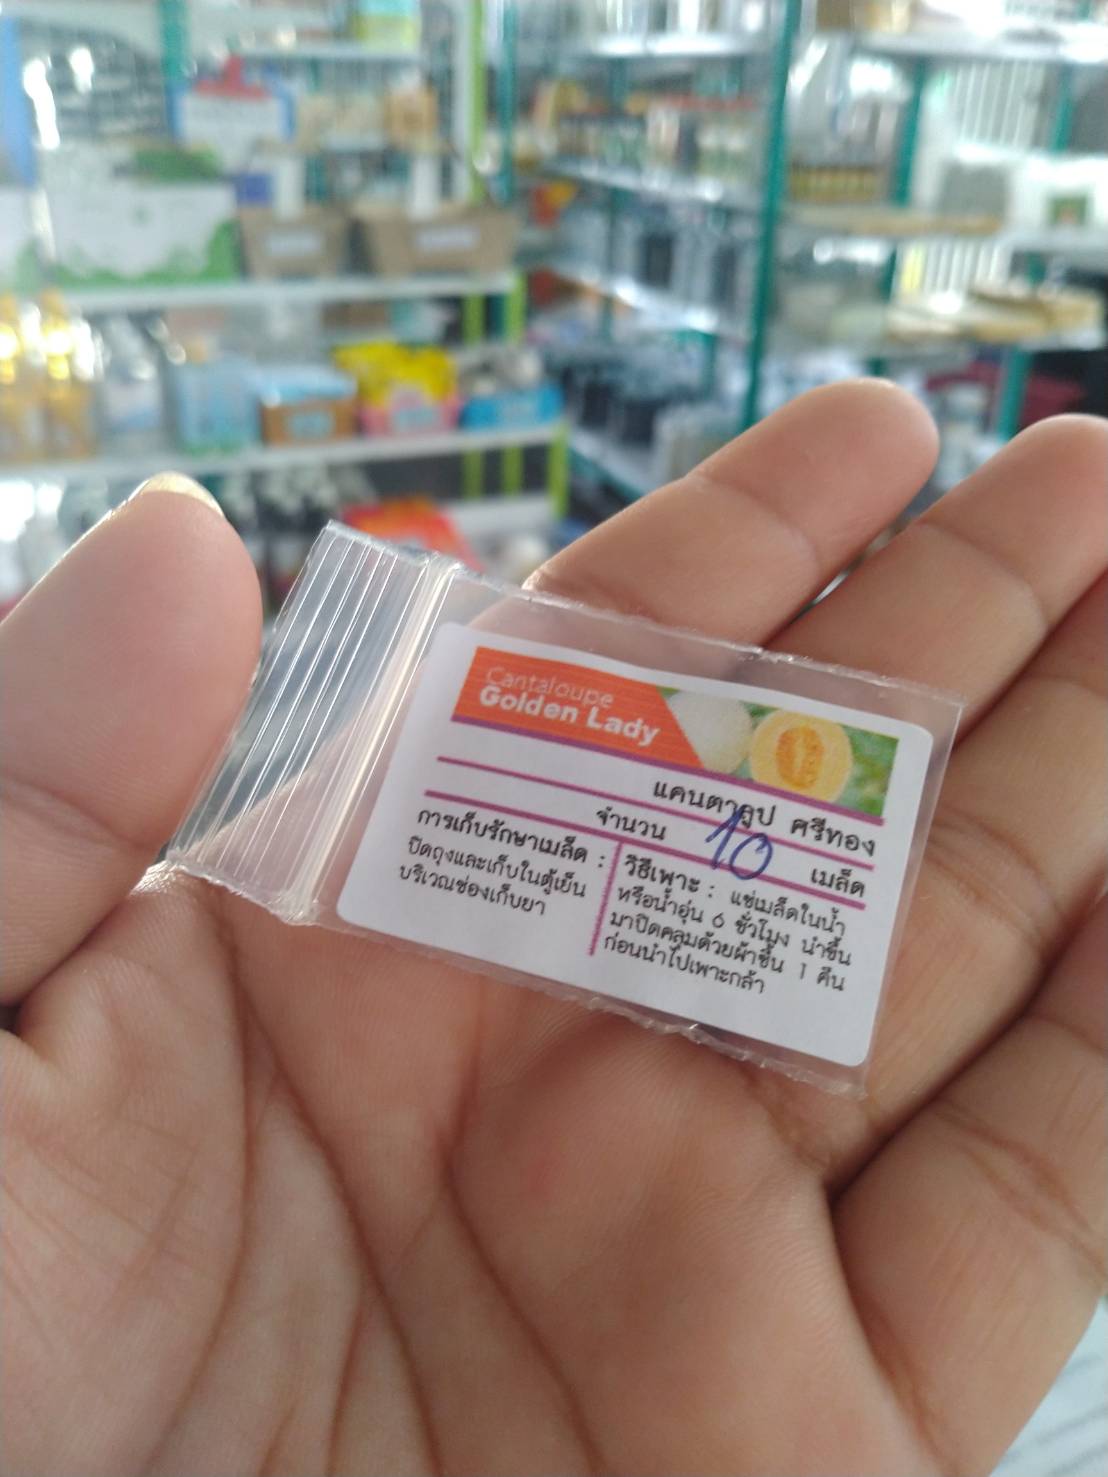 Cantaloupe
Golden Lady
แคนตาลูป ศรีทอง
จำนวน 10 เมล็ด
การเก็บรักษาเมล็ด :
ปิดถุงและเก็บในตู้เย็น
บริเวณช่องเก็บยา
วิธีเพาะ : แช่เมล็ดในน้ำ
หรือน้ำอุ่น 6 ชั่วโมง นำขึ้น
มาปิดคลุมด้วยผ้าชื้น 1 คืน
ก่อนนำไปเพาะกล้า